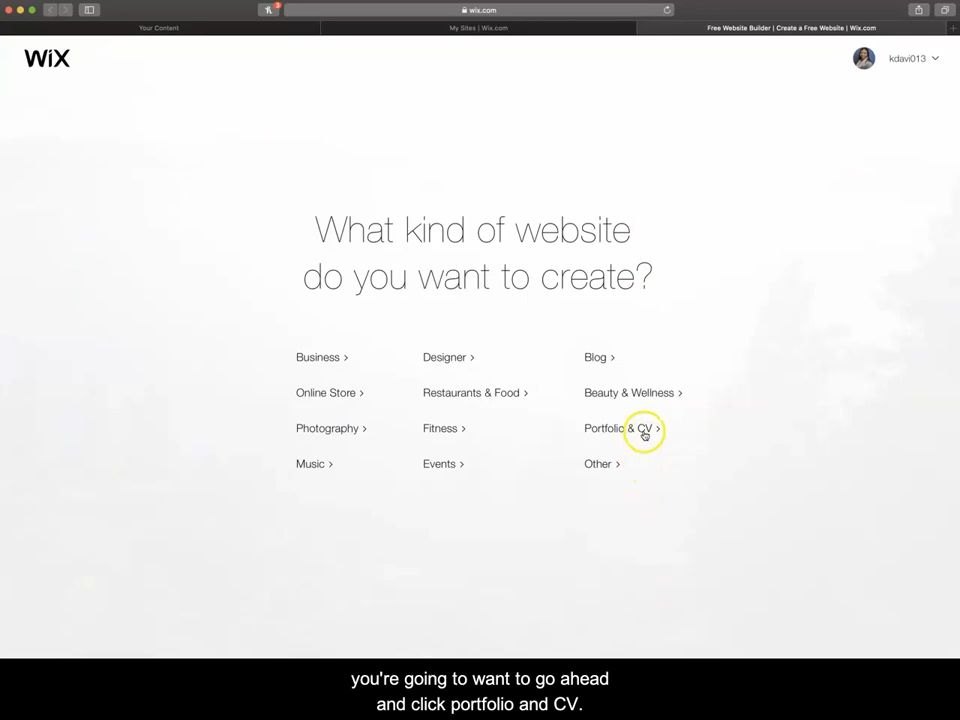 wix.com
Your Content
My Sites | Wix.com
Free Website Builder | Create a Free Website | Wix.com
WiX
kdavi013
What kind of website
do you want to create?
Business >
Designer >
Blog >
Online Store >
Restaurants & Food >
Beauty & Wellness >
Photography >
Fitness >
Portfolio & CV >
Music >
Events >
Other >
you're going to want to go ahead
and click portfolio and CV.